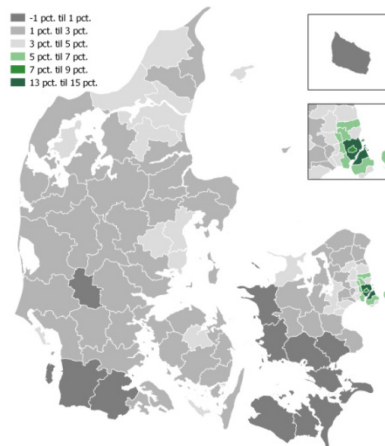 -1 pct. til 1 pct.
1 pct. til 3 pct.
3 pct. til 5 pct.
5 pct. til 7 pct.
7 pct. til 9 pct.
13 pct. til 15 pct.